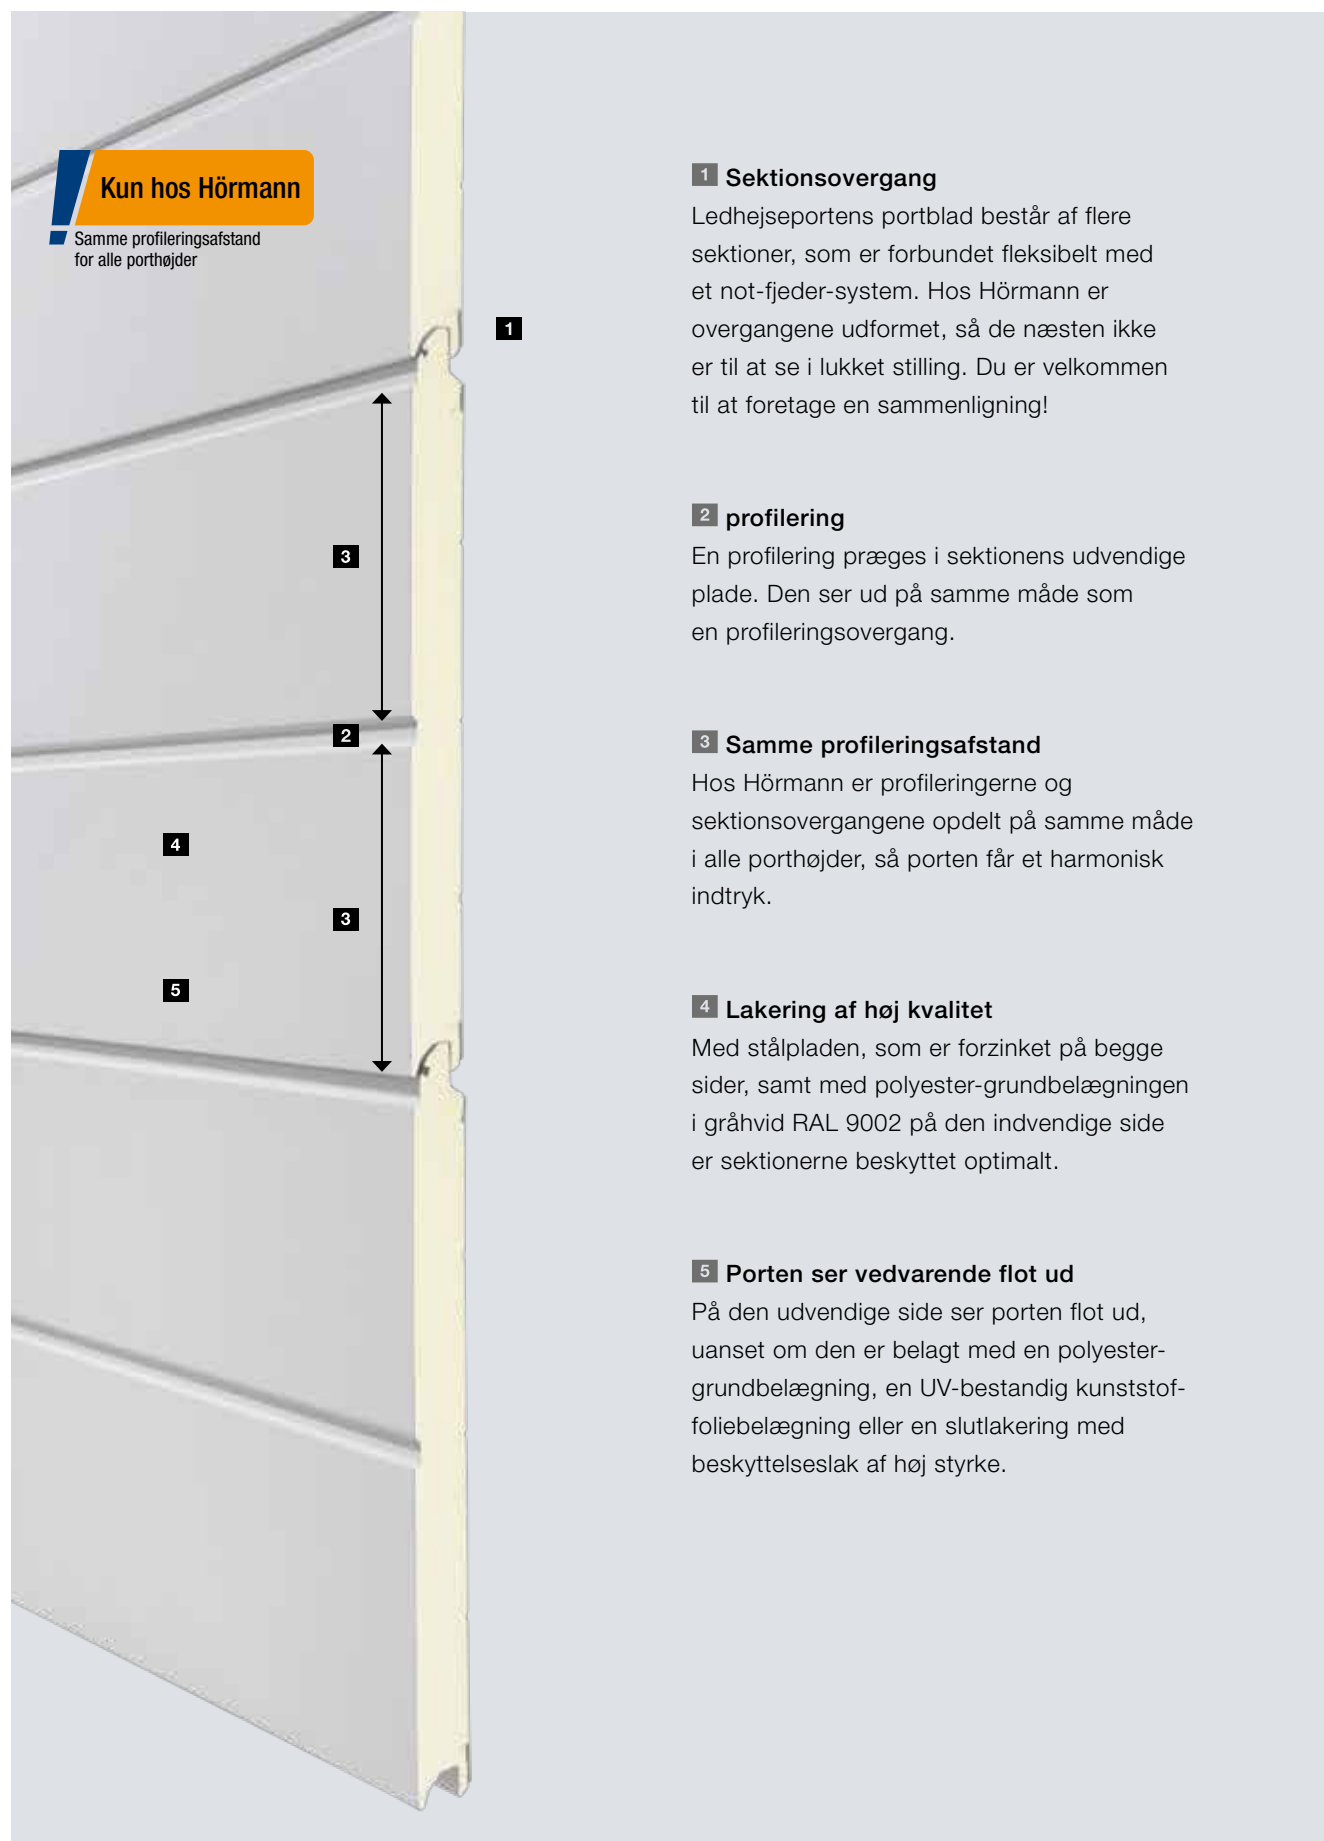 Kun hos Hörmann
Samme profileringsafstand
for alle porthøjder
1
3
2
4
3
5
1 Sektionsovergang
Ledhejseportens portblad består af flere
sektioner, som er forbundet fleksibelt med
et not-fjeder-system. Hos Hörmann er
overgangene udformet, så de næsten ikke
er til at se i lukket stilling. Du er velkommen
til at foretage en sammenligning!
2 profilering
En profilering præges i sektionens udvendige
plade. Den ser ud på samme måde som
en profileringsovergang.
3 Samme profileringsafstand
Hos Hörmann er profileringerne og
sektionsovergangene opdelt på samme måde
i alle porthøjder, så porten får et harmonisk
indtryk.
4 Lakering af høj kvalitet
Med stålpladen, som er forzinket på begge
sider, samt med polyester-grundbelægningen
i gråhvid RAL 9002 på den indvendige side
er sektionerne beskyttet optimalt.
5 Porten ser vedvarende flot ud
På den udvendige side ser porten flot ud,
uanset om den er belagt med en polyester-
grundbelægning, en UV-bestandig kunststof-
foliebelægning eller en slutlakering med
beskyttelseslak af høj styrke.